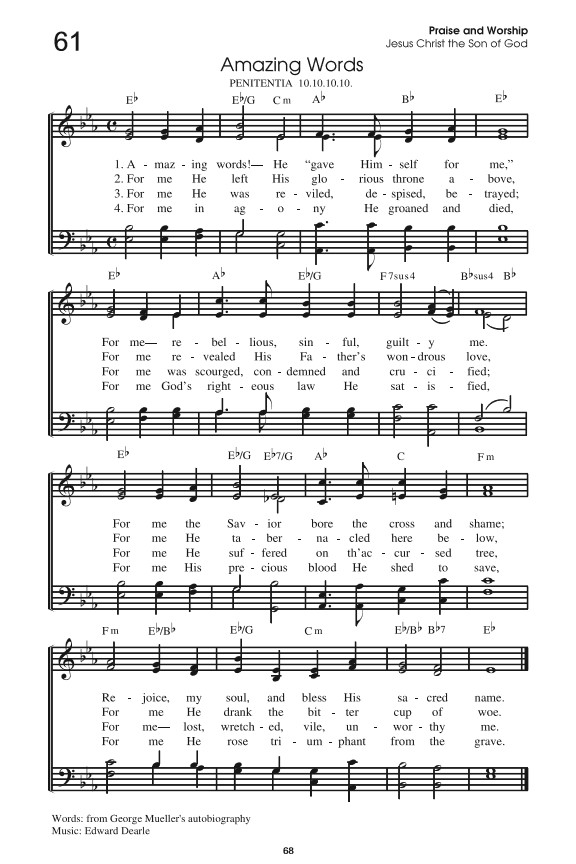 61
Praise and Worship
Jesus Christ the Son of God
Amazing Words
PENITENTIA 10.10.10.10.
E♭ E♭/G C m A♭ B♭ E♭
1. A - maz - ing words!— He “gave Him - self for me,”
2. For me He left His glo - rious throne a - bove,
3. For me He was re - viled, de - spised, be - trayed;
4. For me in ag - o - ny He groaned and died,
E♭ A♭ E♭/G F7sus4 B♭sus4 B♭
For me— re - bel - lious, sin - ful, guilt - y me.
For me re - vealed His Fa - ther’s won - drous love,
For me was scourged, con - demned and cru - ci - fied;
For me God’s right - eous law He sat - is - fied,
E♭ E♭/G E♭7/G A♭ C F m
For me the Sav - ior bore the cross and shame;
For me He ta - ber - na - cled here be - low,
For me He suf - fered on th’ac - cur - sed tree,
For me His pre - cious blood He shed to save,
F m E♭/B♭ E♭/G C m E♭/B♭ B♭7 E♭
Re - joice, my soul, and bless His sa - cred name.
For me He drank the bit - ter cup of woe.
For me— lost, wretch - ed, vile, un - wor - thy me.
For me He rose tri - um - phant from the grave.
Words: from George Mueller's autobiography
Music: Edward Dearle
68